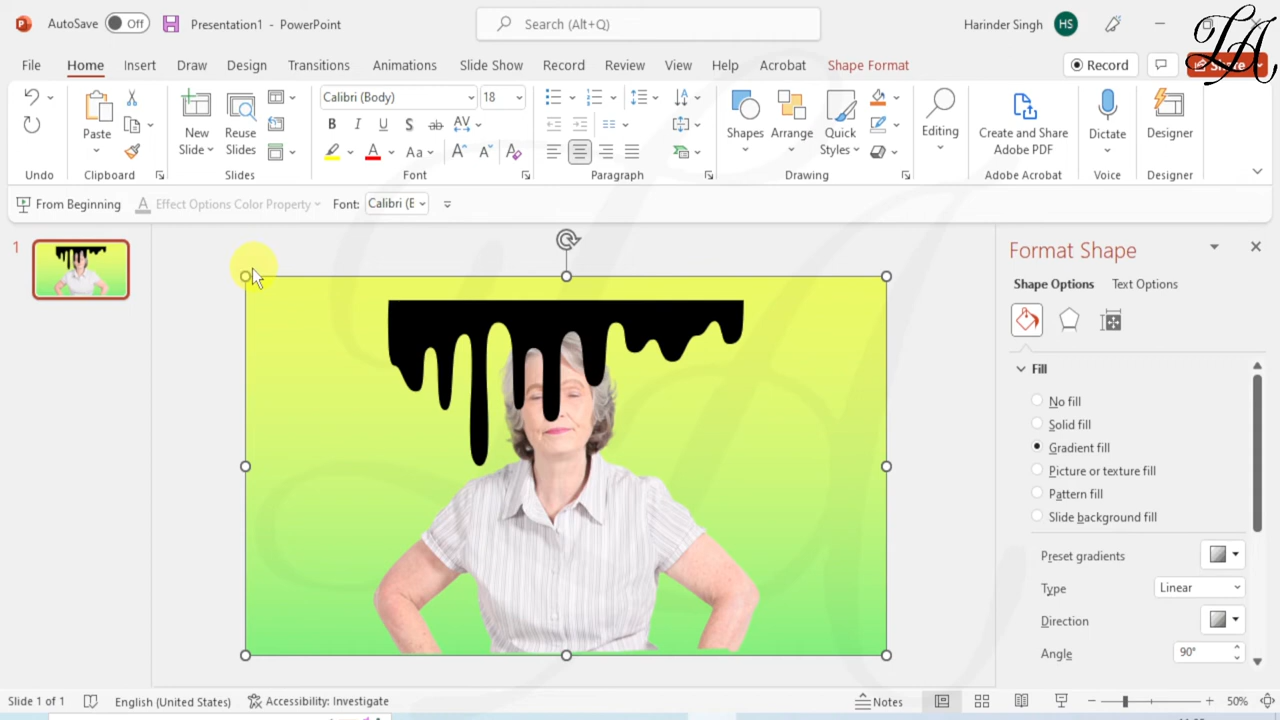 AutoSave Off Presentation1 - PowerPoint Search (Alt+Q) Harinder Singh HS
LA
File Home Insert Draw Design Transitions Animations Slide Show Record Review View Help Acrobat Shape Format Record Share
Calibri (Body) 18
Paste New Slide Reuse Slides Shapes Arrange Quick Styles Editing Create and Share Adobe PDF Dictate Designer
Undo Clipboard Slides Font Paragraph Drawing Adobe Acrobat Voice Designer
From Beginning Effect Options Color Property Font: Calibri (E
1
Format Shape
Shape Options Text Options
Fill
No fill
Solid fill
Gradient fill
Picture or texture fill
Pattern fill
Slide background fill
Preset gradients
Type Linear
Direction
Angle 90°
Slide 1 of 1 English (United States) Accessibility: Investigate Notes 50%